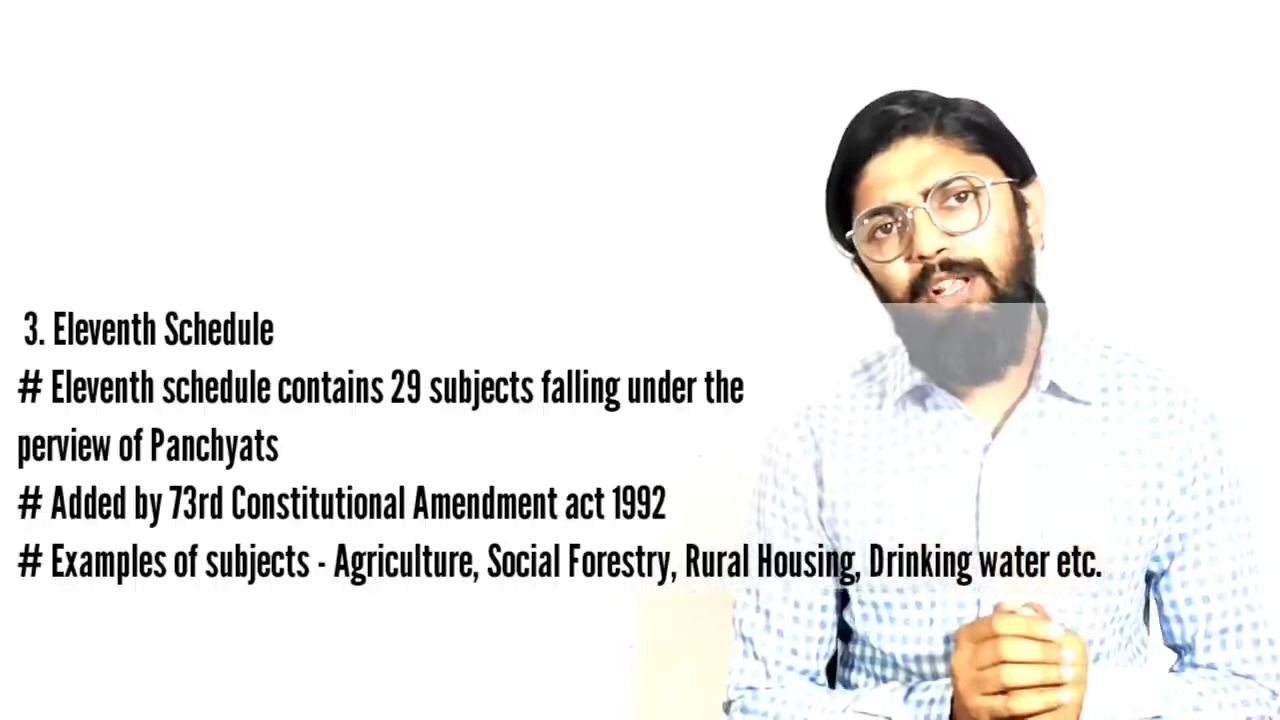 3. Eleventh Schedule
# Eleventh schedule contains 29 subjects falling under the
perview of Panchyats
# Added by 73rd Constitutional Amendment act 1992
# Examples of subjects - Agriculture, Social Forestry, Rural Housing, Drinking water etc.